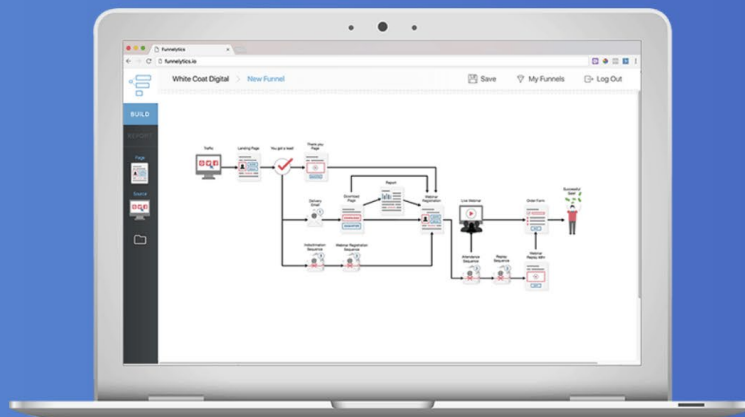 Funnelytics
funnelytics.io
White Coat Digital > New Funnel
Save
My Funnels
Log Out
BUILD
REPORT
Page
Source
Traffic
Landing Page
You got a lead!
Thank you
Page
Delivery
Email
Download
Page
Report
Webinar
Registration
Live Webinar
Order Form
Successful
Sale!
Indoctrination
Sequence
Webinar Registration
Sequence
Attendance
Sequence
Replay
Sequence
Webinar